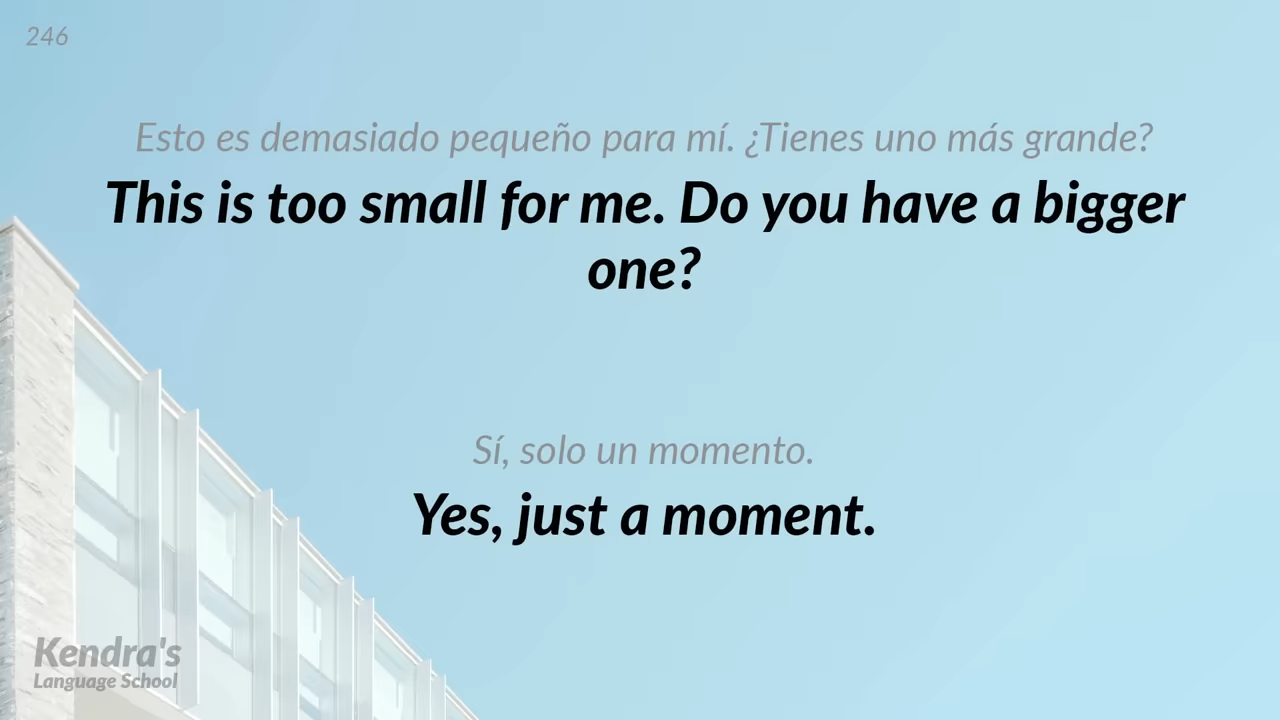 246
Esto es demasiado pequeño para mí. ¿Tienes uno más grande?
This is too small for me. Do you have a bigger
one?
Sí, solo un momento.
Yes, just a moment.
Kendra's
Language School